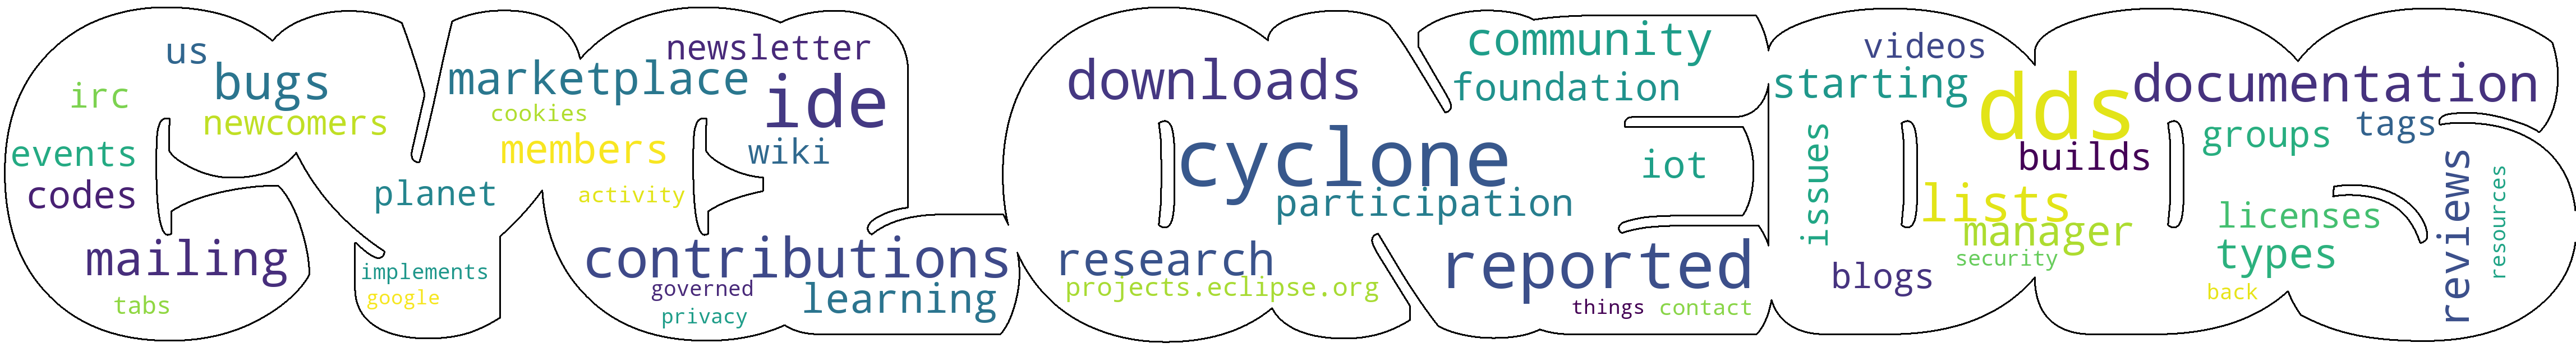 us
irc
bugs
newcomers
events
codes
mailing
tabs
planet
implements
google
marketplace
newsletter
cookies
ide
members
wiki
activity
contributions
governed
learning
privacy
downloads
cyclone
participation
research
projects.eclipse.org
community
foundation
iot
reported
things
contact
videos
starting
dds
issues
builds
lists
manager
security
blogs
documentation
groups
tags
licenses
types
back
reviews
resources